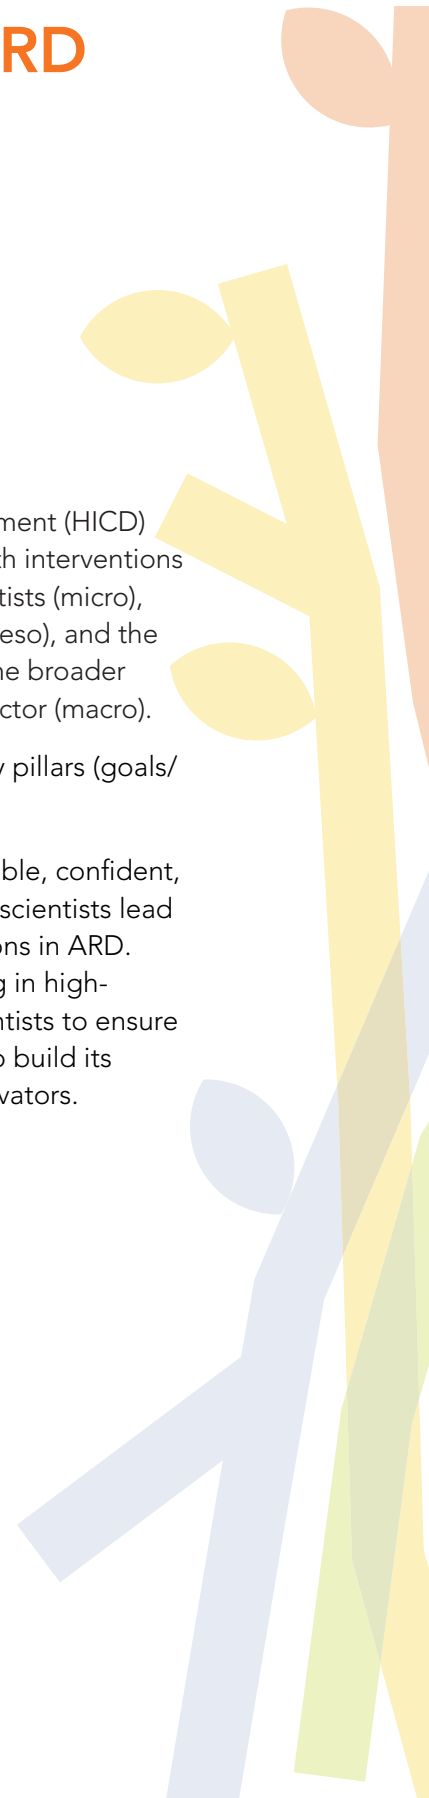 RD
ment (HICD)
th interventions
tists (micro),
eso), and the
ne broader
ctor (macro).
y pillars (goals/
ble, confident,
scientists lead
ons in ARD.
g in high-
ntists to ensure
o build its
vators.